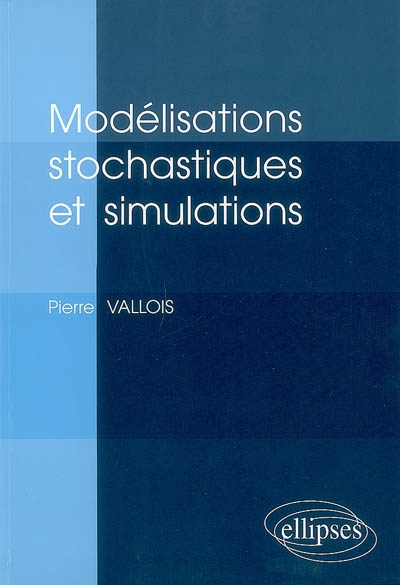 Modélisations
stochastiques
et simulations
Pierre VALLOIS
ellipses